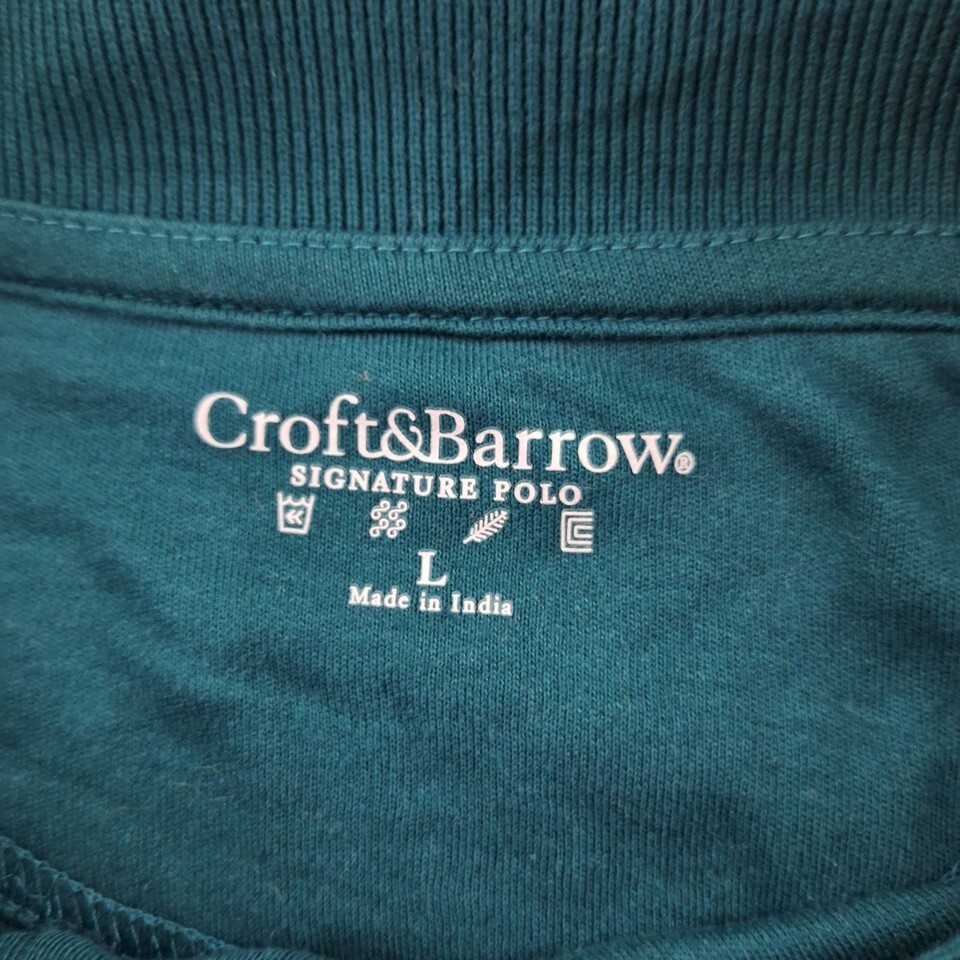 Croft&Barrow®
SIGNATURE POLO
L
Made in India